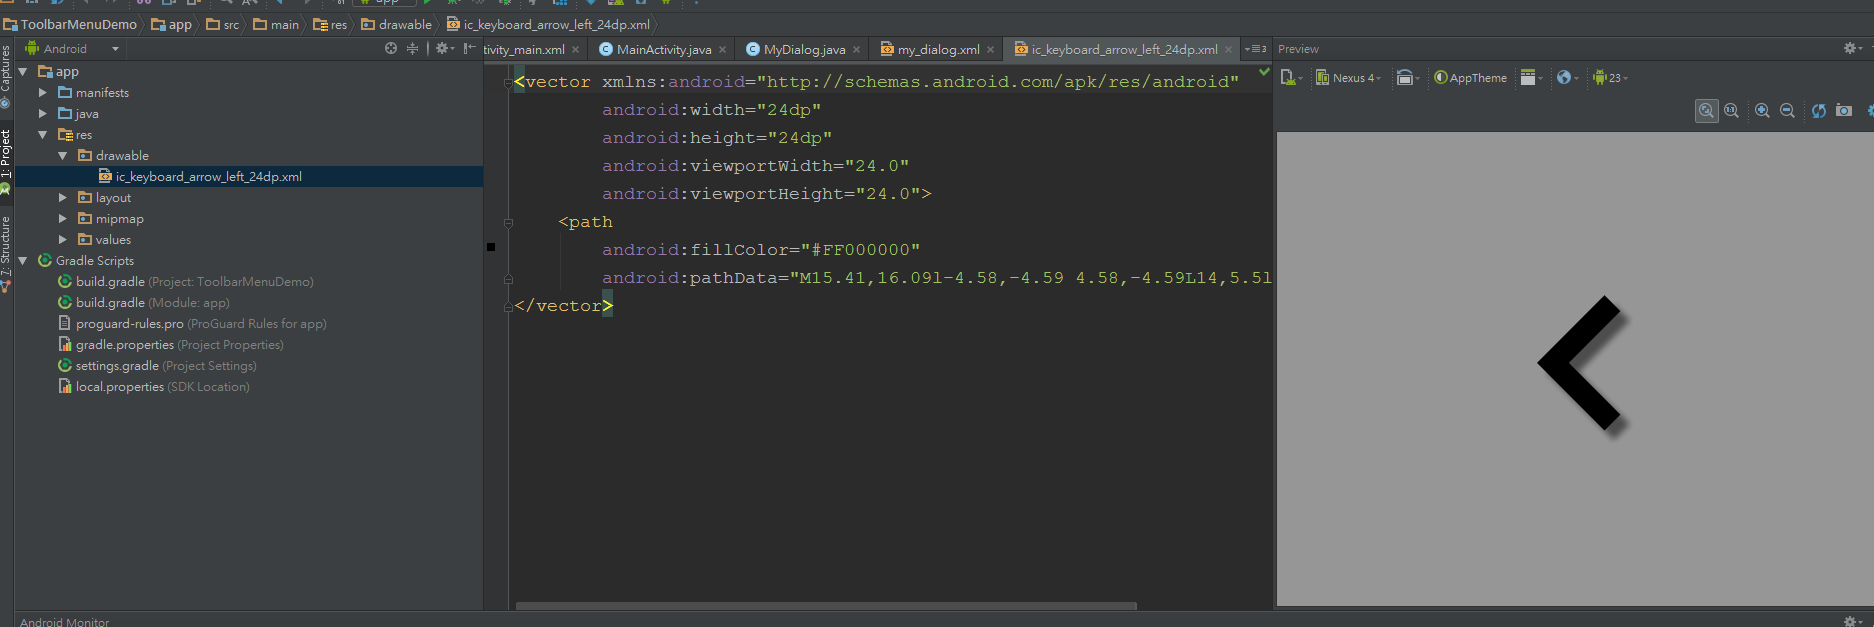 app
ToolbarMenuDemo app src main res drawable ic_keyboard_arrow_left_24dp.xml
Android
tivity_main.xml MainActivity.java MyDialog.java my_dialog.xml ic_keyboard_arrow_left_24dp.xml 3
Preview
Captures
1: Project
7: Structure
app
manifests
java
res
drawable
ic_keyboard_arrow_left_24dp.xml
layout
mipmap
values
Gradle Scripts
build.gradle (Project: ToolbarMenuDemo)
build.gradle (Module: app)
proguard-rules.pro (ProGuard Rules for app)
gradle.properties (Project Properties)
settings.gradle (Project Settings)
local.properties (SDK Location)
<vector xmlns:android="http://schemas.android.com/apk/res/android"
android:width="24dp"
android:height="24dp"
android:viewportWidth="24.0"
android:viewportHeight="24.0">
<path
android:fillColor="#FF000000"
android:pathData="M15.41,16.09l-4.58,-4.59 4.58,-4.59L14,5.5l
</vector>
Nexus 4 AppTheme 23
1:1
Android Monitor